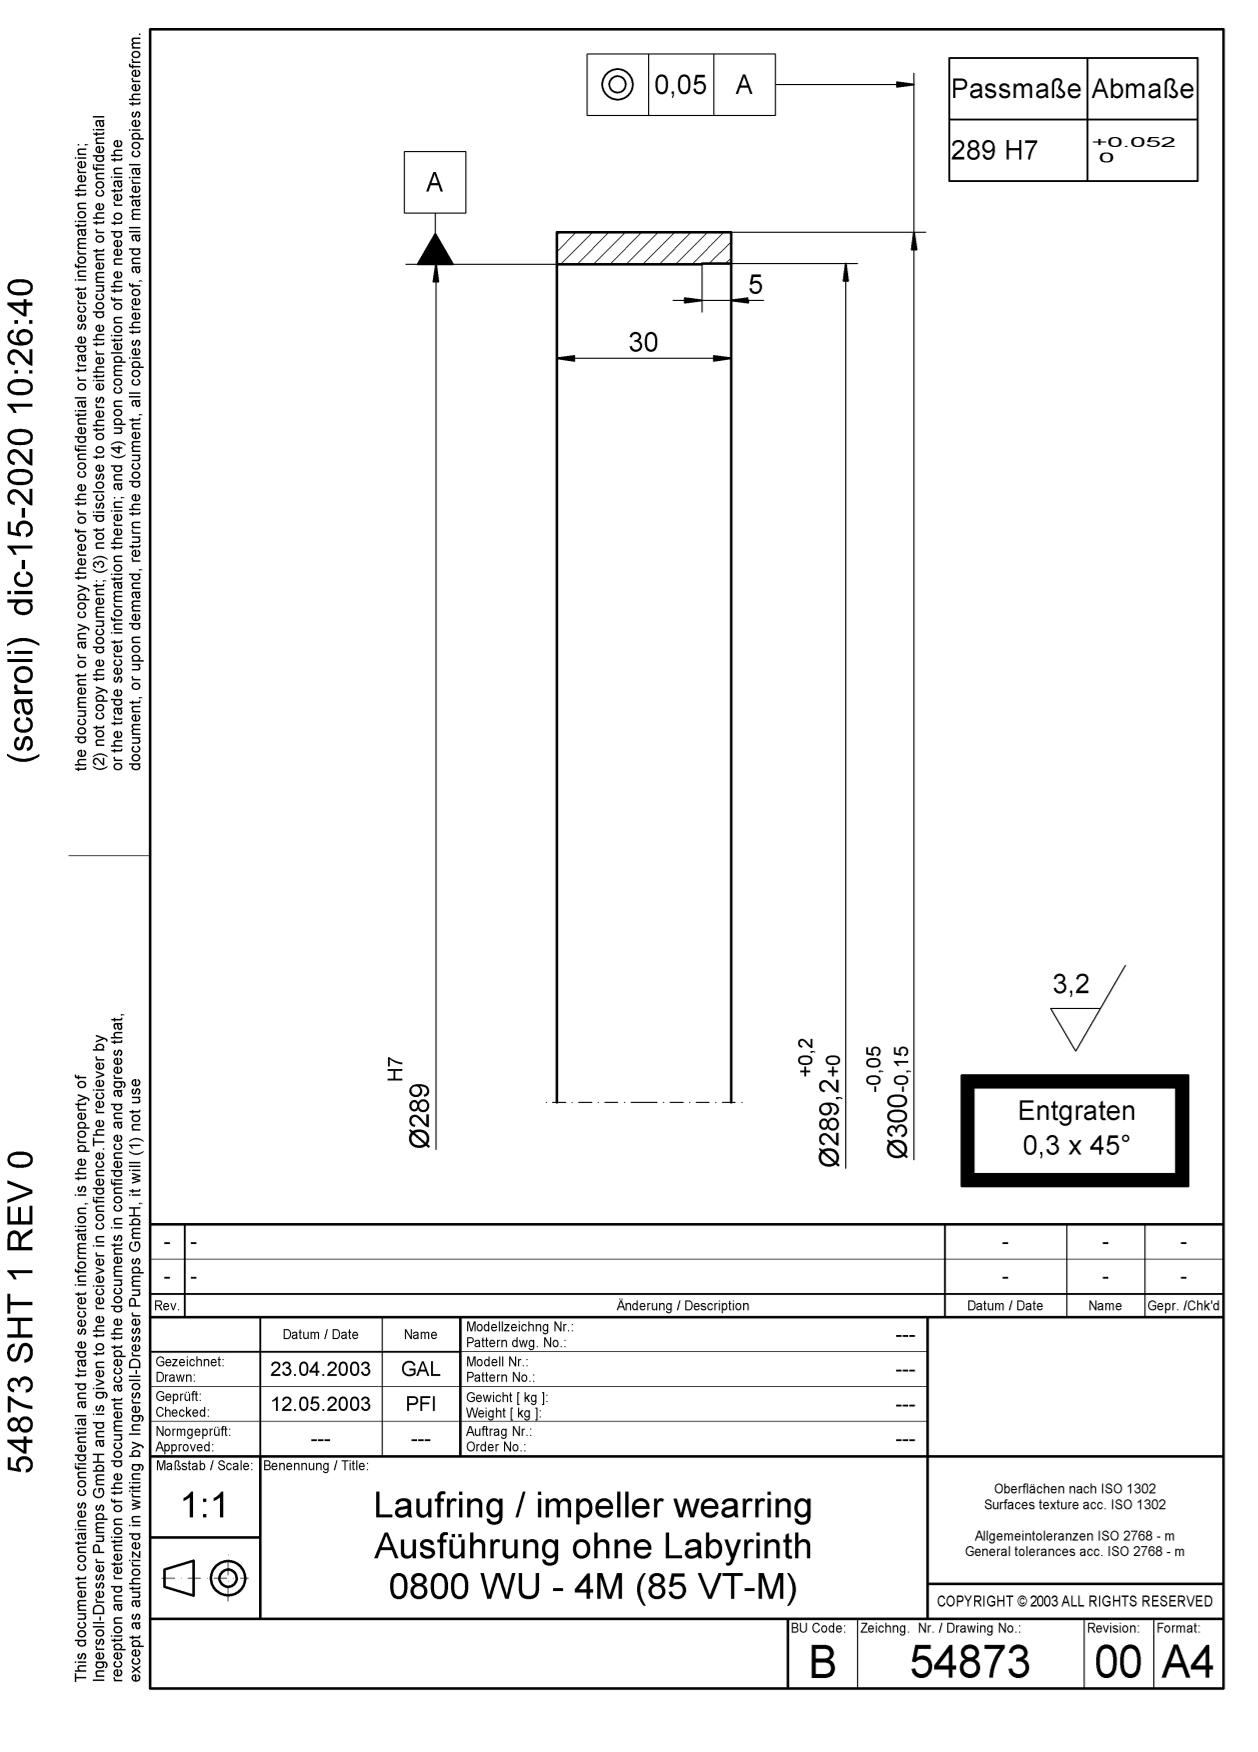 (scaroli)  dic-15-2020 10:26:40
54873 SHT 1 REV 0
This document containes confidential and trade secret information, is the property of
Ingersoll-Dresser Pumps GmbH and is given to the reciever in confidence.The reciever by
reception and retention of the document accept the documents in confidence and agrees that,
except as authorized in writing by Ingersoll-Dresser Pumps GmbH, it will (1) not use
the document or any copy thereof or the confidential or trade secret information therein;
(2) not copy the document; (3) not disclose to others either the document or the confidential
or the trade secret information therein; and (4) upon completion of the need to retain the
document, or upon demand, return the document, all copies thereof, and all material copies therefrom.
0,05 A
Passmaße Abmaße
289 H7 +0.052
0
A
5
30
3,2
Ø289 H7
Ø289,2 +0,2
+0
Ø300 -0,05
-0,15
Entgraten
0,3 x 45°
- - - - -
- - - - -
Rev. Änderung / Description Datum / Date Name Gepr. /Chk'd
Datum / Date Name
Modellzeichng Nr.:
Pattern dwg. No.: ---
Gezeichnet:
Drawn: 23.04.2003 GAL
Modell Nr.:
Pattern No.: ---
Geprüft:
Checked: 12.05.2003 PFI
Gewicht [ kg ]:
Weight [ kg ]: ---
Normgeprüft:
Approved: --- ---
Auftrag Nr.:
Order No.: ---
Maßstab / Scale:
1:1
Benennung / Title:
Laufring / impeller wearring
Ausführung ohne Labyrinth
0800 WU - 4M (85 VT-M)
Oberflächen nach ISO 1302
Surfaces texture acc. ISO 1302
Allgemeintoleranzen ISO 2768 - m
General tolerances acc. ISO 2768 - m
COPYRIGHT © 2003 ALL RIGHTS RESERVED
BU Code: Zeichng. Nr. / Drawing No.: Revision: Format:
B 54873 00 A4